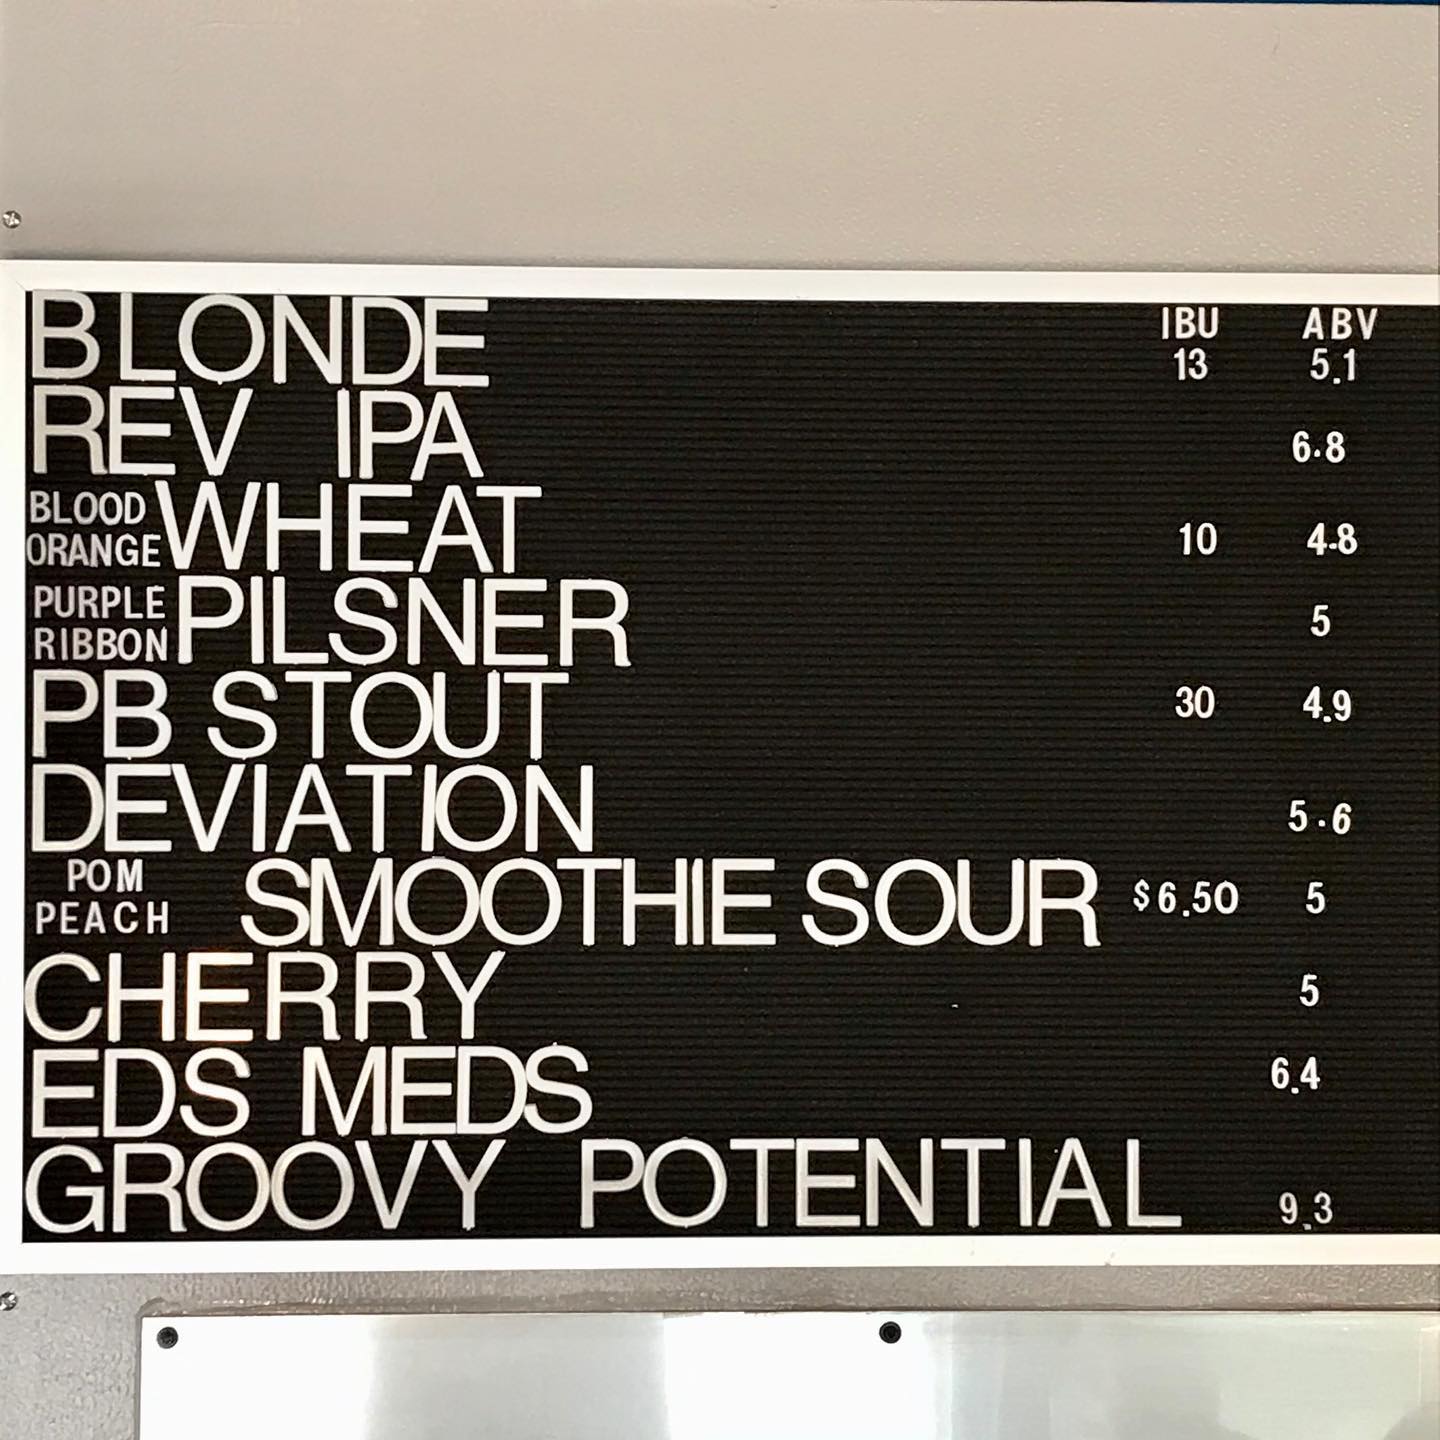 IBU ABV
BLONDE 13 5.1
REV IPA 6.8
BLOOD
ORANGE WHEAT 10 4.8
PURPLE
RIBBON PILSNER 5
PB STOUT 30 4.9
DEVIATION 5.6
POM
PEACH SMOOTHIE SOUR $6.50 5
CHERRY 5
EDS MEDS 6.4
GROOVY POTENTIAL 9.3